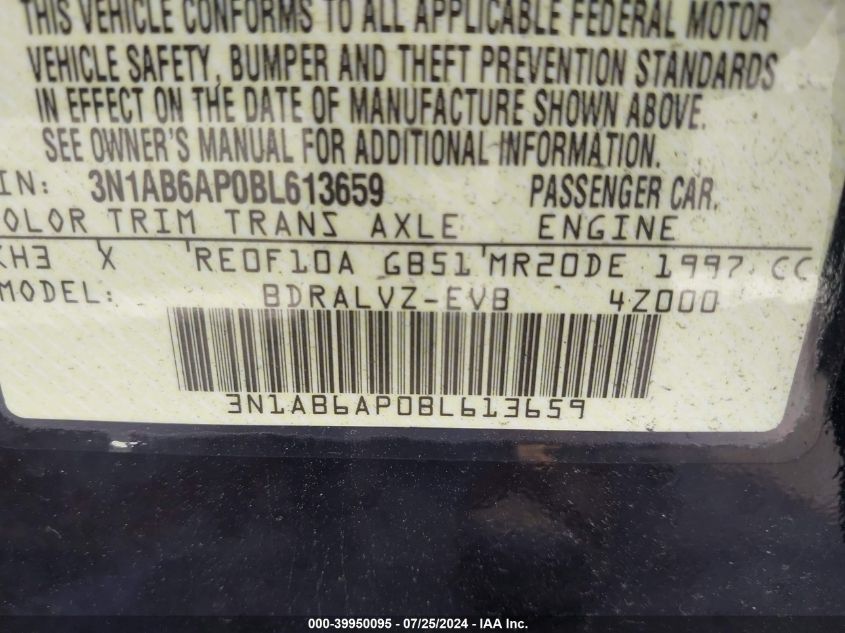 THIS VEHICLE CONFORMS TO ALL APPLICABLE FEDERAL MOTOR
VEHICLE SAFETY, BUMPER AND THEFT PREVENTION STANDARDS
IN EFFECT ON THE DATE OF MANUFACTURE SHOWN ABOVE.
SEE OWNER'S MANUAL FOR ADDITIONAL INFORMATION.
IN: 3N1AB6AP0BL613659 PASSENGER CAR.
OLOR TRIM TRANS AXLE ENGINE
KH3 X RE0F10A GB51 MR20DE 1997 CC
MODEL: BDRALVZ-EVB 4Z000
3N1AB6AP0BL613659
000-39950095 - 07/25/2024 - IAA Inc.